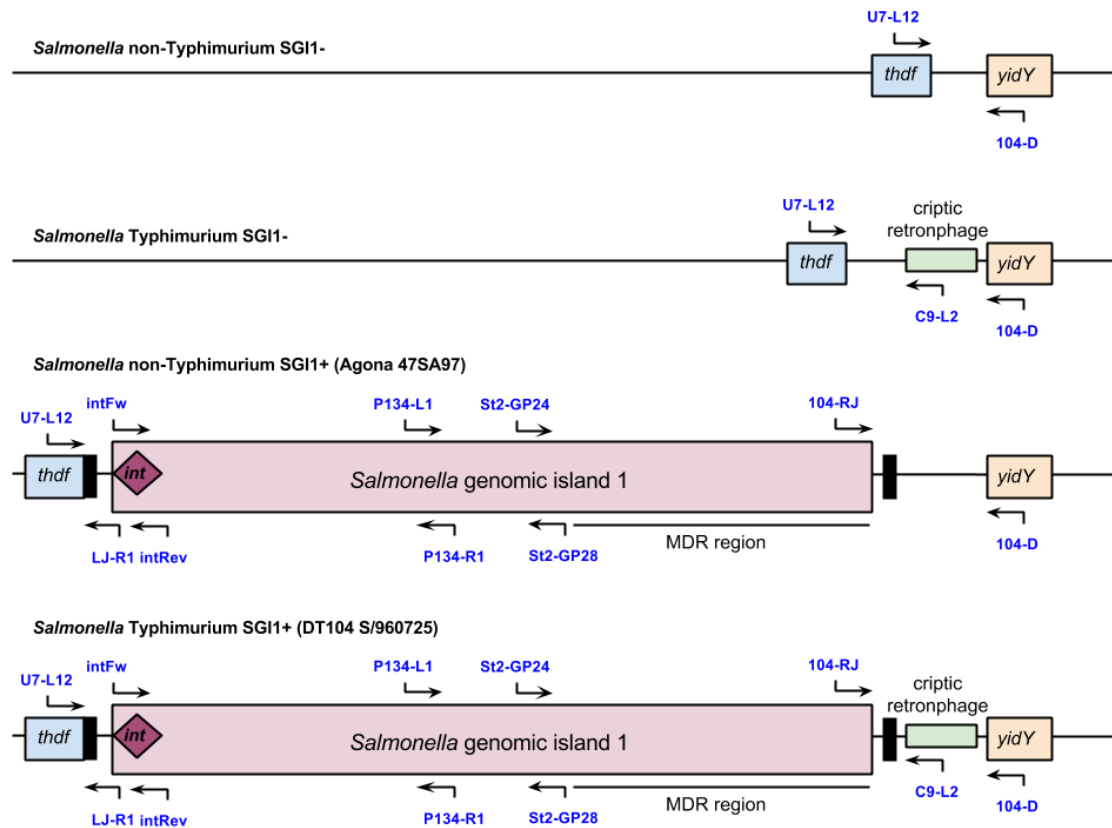 U7-L12
Salmonella non-Typhimurium SGI1-
thdf
yidY
104-D
U7-L12
criptic
retronphage
Salmonella Typhimurium SGI1-
thdf
yidY
C9-L2
104-D
Salmonella non-Typhimurium SGI1+ (Agona 47SA97)
intFw
U7-L12
P134-L1
St2-GP24
104-RJ
thdf
int
Salmonella genomic island 1
yidY
LJ-R1 intRev
P134-R1
St2-GP28
MDR region
104-D
Salmonella Typhimurium SGI1+ (DT104 S/960725)
intFw
U7-L12
P134-L1
St2-GP24
104-RJ
criptic
retronphage
thdf
int
Salmonella genomic island 1
yidY
LJ-R1 intRev
P134-R1
St2-GP28
MDR region
C9-L2
104-D